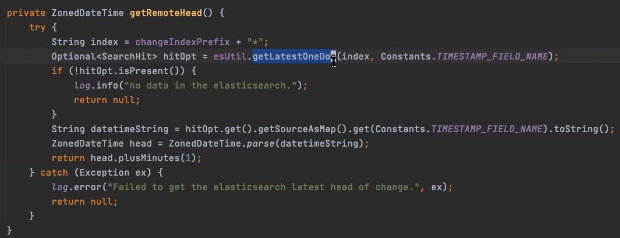 private ZonedDateTime getRemoteHead() {
try {
String index = changeIndexPrefix + "*";
Optional<SearchHit> hitOpt = esUtil.getLatestOneDoc(index, Constants.TIMESTAMP_FIELD_NAME);
if (!hitOpt.isPresent()) {
log.info("no data in the elasticsearch.");
return null;
}
String datetimeString = hitOpt.get().getSourceAsMap().get(Constants.TIMESTAMP_FIELD_NAME).toString();
ZonedDateTime head = ZonedDateTime.parse(datetimeString);
return head.plusMinutes(1);
} catch (Exception ex) {
log.error("Failed to get the elasticsearch latest head of change.", ex);
return null;
}
}